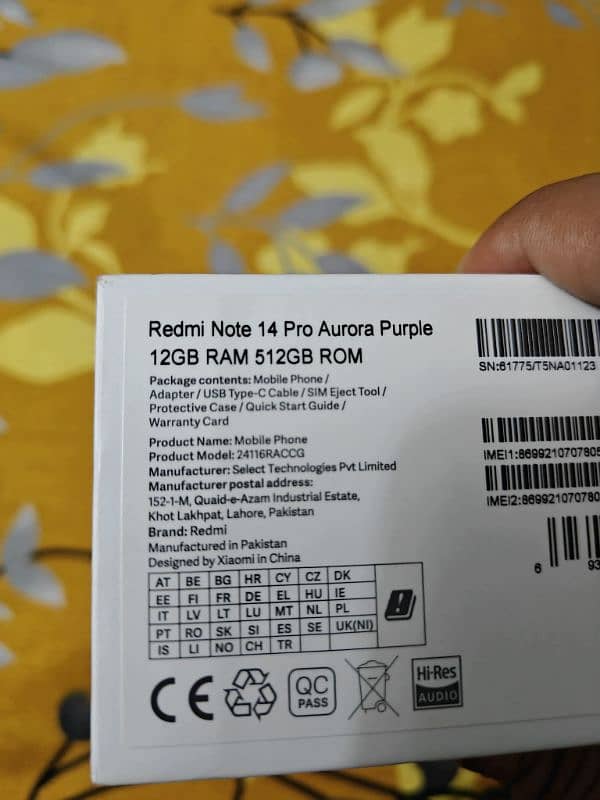 Redmi Note 14 Pro Aurora Purple
12GB RAM 512GB ROM
Package contents: Mobile Phone /
Adapter / USB Type-C Cable / SIM Eject Tool /
Protective Case / Quick Start Guide /
Warranty Card
Product Name: Mobile Phone
Product Model: 24116RACCG
Manufacturer: Select Technologies Pvt Limited
Manufacturer postal address:
152-1-M, Quaid-e-Azam Industrial Estate,
Khot Lakhpat, Lahore, Pakistan
Brand: Redmi
Manufactured in Pakistan
Designed by Xiaomi in China
SN:61775/T5NA01123
IMEI1:869921070780
IMEI2:869921070780
6 93
AT BE BG HR CY CZ DK
EE FI FR DE EL HU IE
IT LV LT LU MT NL PL
PT RO SK SI ES SE UK(NI)
IS LI NO CH TR
CE
QC
PASS
Hi-Res
AUDIO